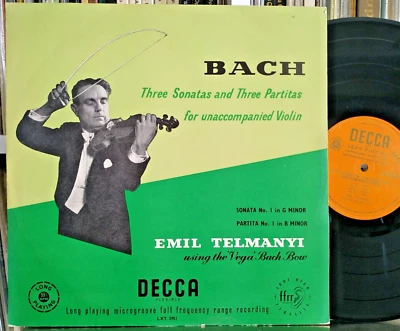 BACH
Three Sonatas and Three Partitas
for unaccompanied Violin
SONATA No. 1 in G MINOR
PARTITA No. 1 in B MINOR
EMIL TELMANYI
using the "Vega" Bach Bow
LONG
PLAYING
DECCA
ffrr
Long playing microgroove full frequency range recording
DECCA